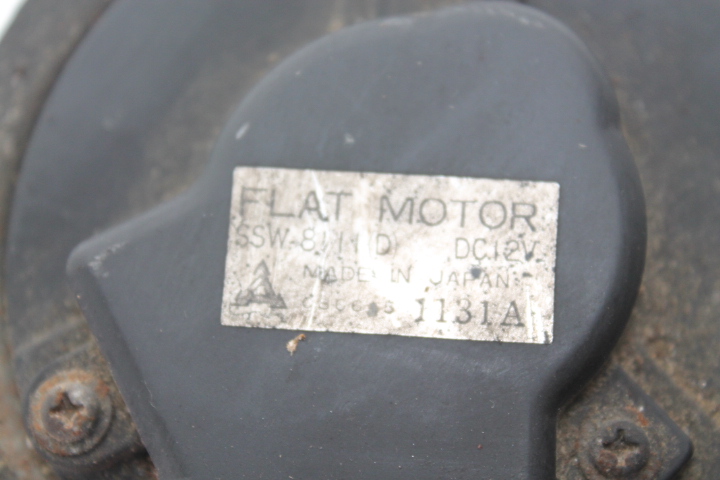 FLAT MOTOR
DC12V
MADE IN JAPAN
1131A